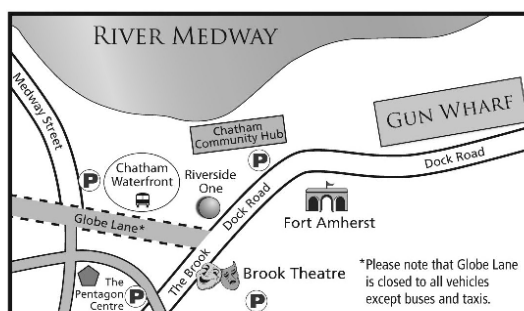 RIVER MEDWAY
Medway Street
GUN WHARF
Chatham
Community Hub
P
Dock Road
P
Chatham
Waterfront
Riverside
One
Dock Road
Fort Amherst
Globe Lane*
The Brook
Brook Theatre
*Please note that Globe Lane
is closed to all vehicles
except buses and taxis.
The
Pentagon
Centre
P
P